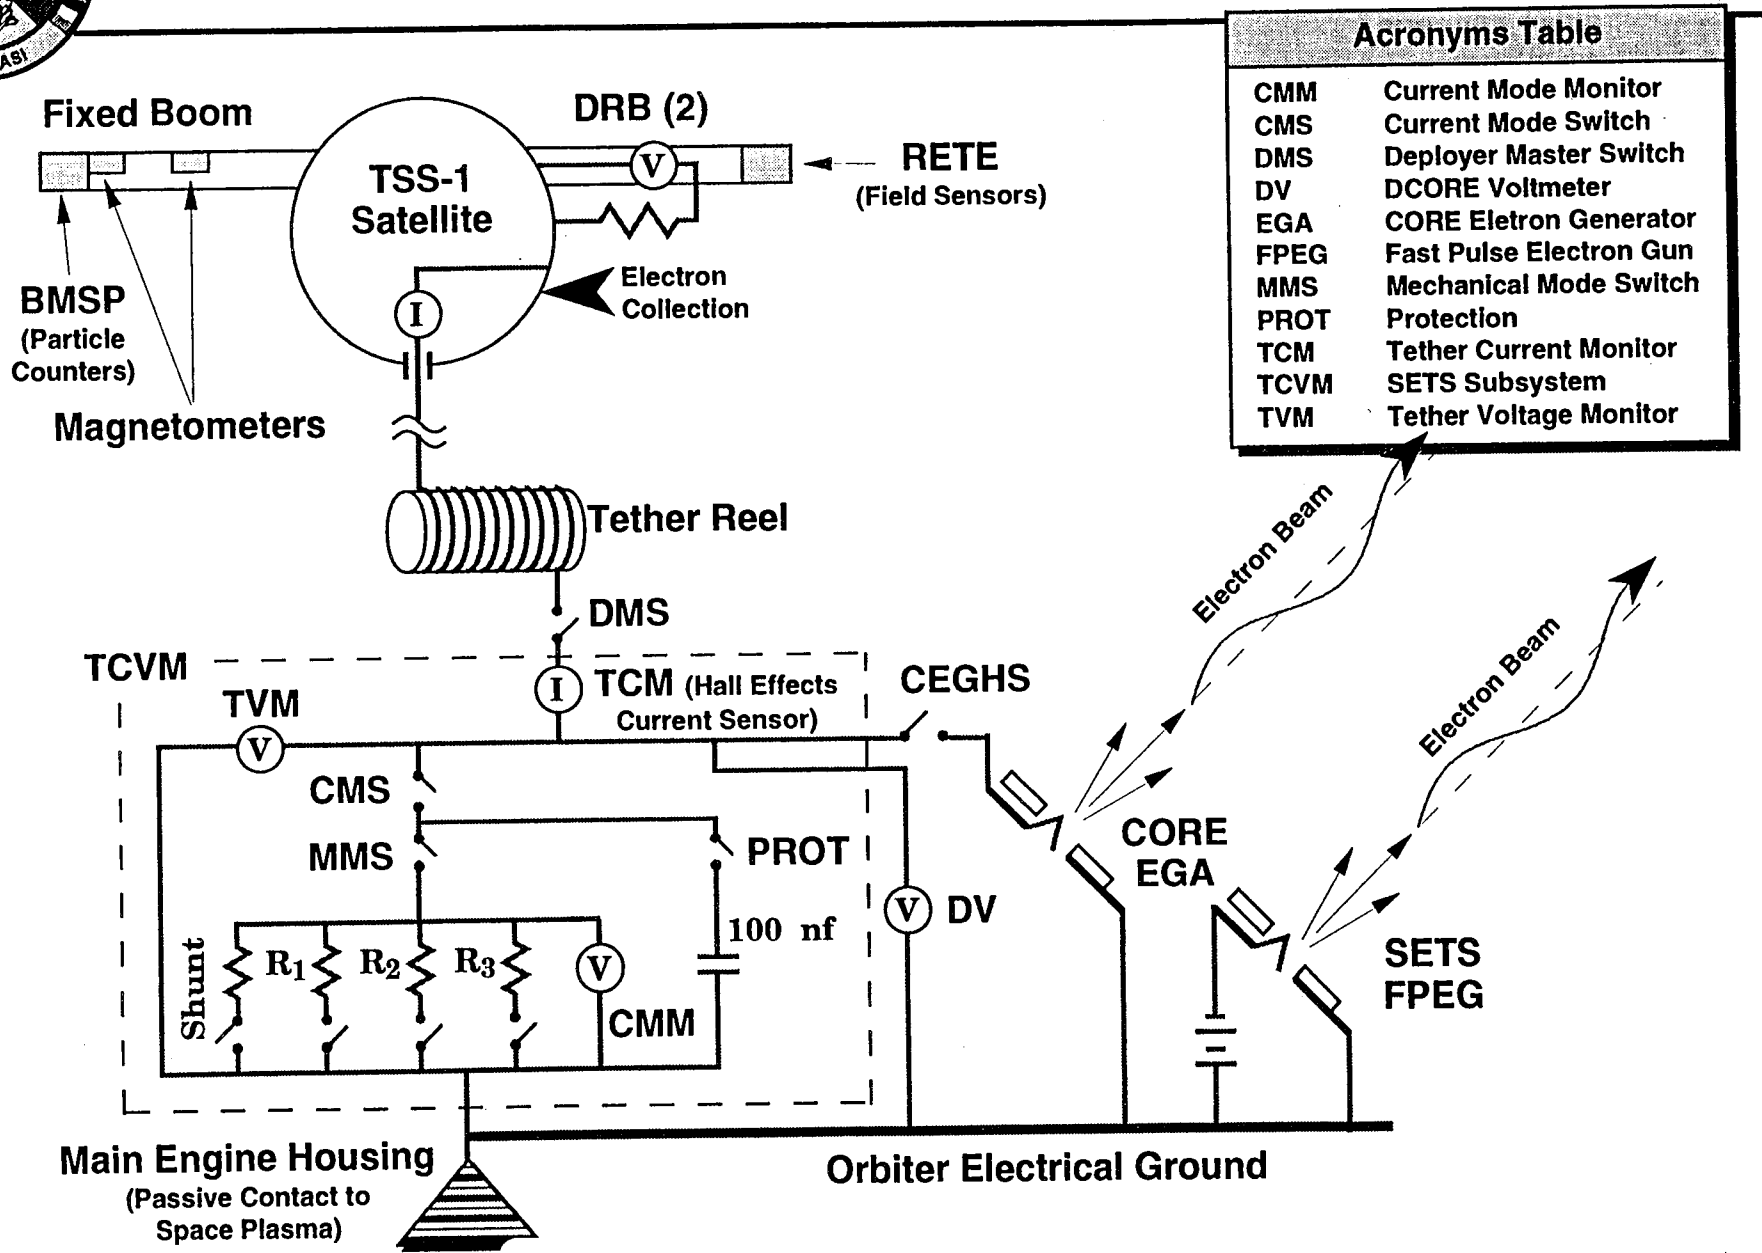 ASI
Acronyms Table
CMM Current Mode Monitor
CMS Current Mode Switch
DMS Deployer Master Switch
DV DCORE Voltmeter
EGA CORE Eletron Generator
FPEG Fast Pulse Electron Gun
MMS Mechanical Mode Switch
PROT Protection
TCM Tether Current Monitor
TCVM SETS Subsystem
TVM Tether Voltage Monitor
Fixed Boom
DRB (2)
TSS-1
Satellite
V
RETE
(Field Sensors)
BMSP
(Particle
Counters)
Magnetometers
I
Electron
Collection
Tether Reel
DMS
TCVM
I
TCM (Hall Effects
Current Sensor)
TVM
V
CEGHS
Electron Beam
Electron Beam
CMS
MMS
PROT
CORE
EGA
V
DV
100 nf
Shunt
R1
R2
R3
V
CMM
SETS
FPEG
Main Engine Housing
(Passive Contact to
Space Plasma)
Orbiter Electrical Ground